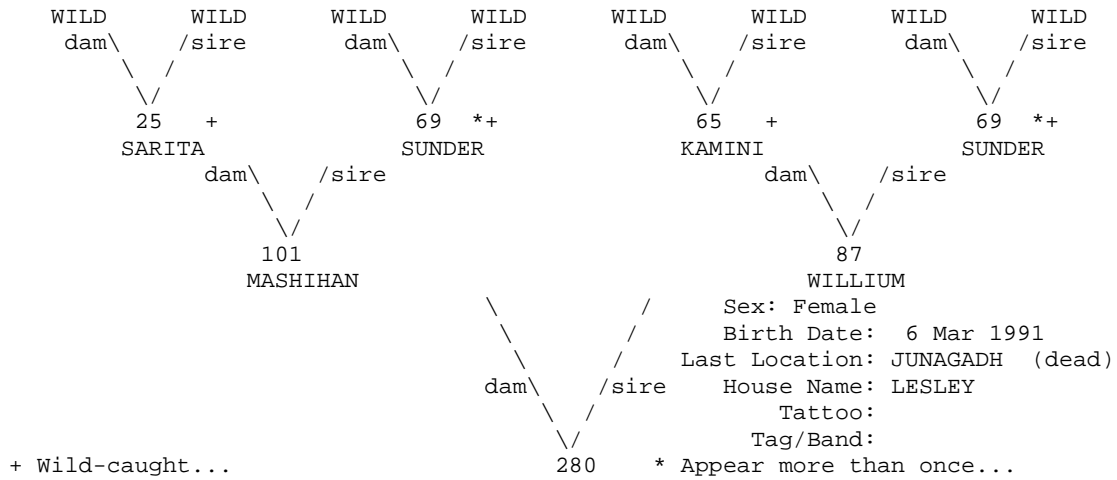 WILD WILD WILD WILD WILD WILD WILD WILD
dam\ /sire dam\ /sire dam\ /sire dam\ /sire
\ / \ / \ / \ /
\/ \/ \/ \/
25 + 69 *+ 65 + 69 *+
SARITA SUNDER KAMINI SUNDER
dam\ /sire dam\ /sire
\ / \ /
\/ \/
101 87
MASHIHAN WILLIUM
\ / Sex: Female
\ / Birth Date: 6 Mar 1991
\ / Last Location: JUNAGADH (dead)
dam\ /sire House Name: LESLEY
\ / Tattoo:
\/ Tag/Band:
+ Wild-caught... 280 * Appear more than once...